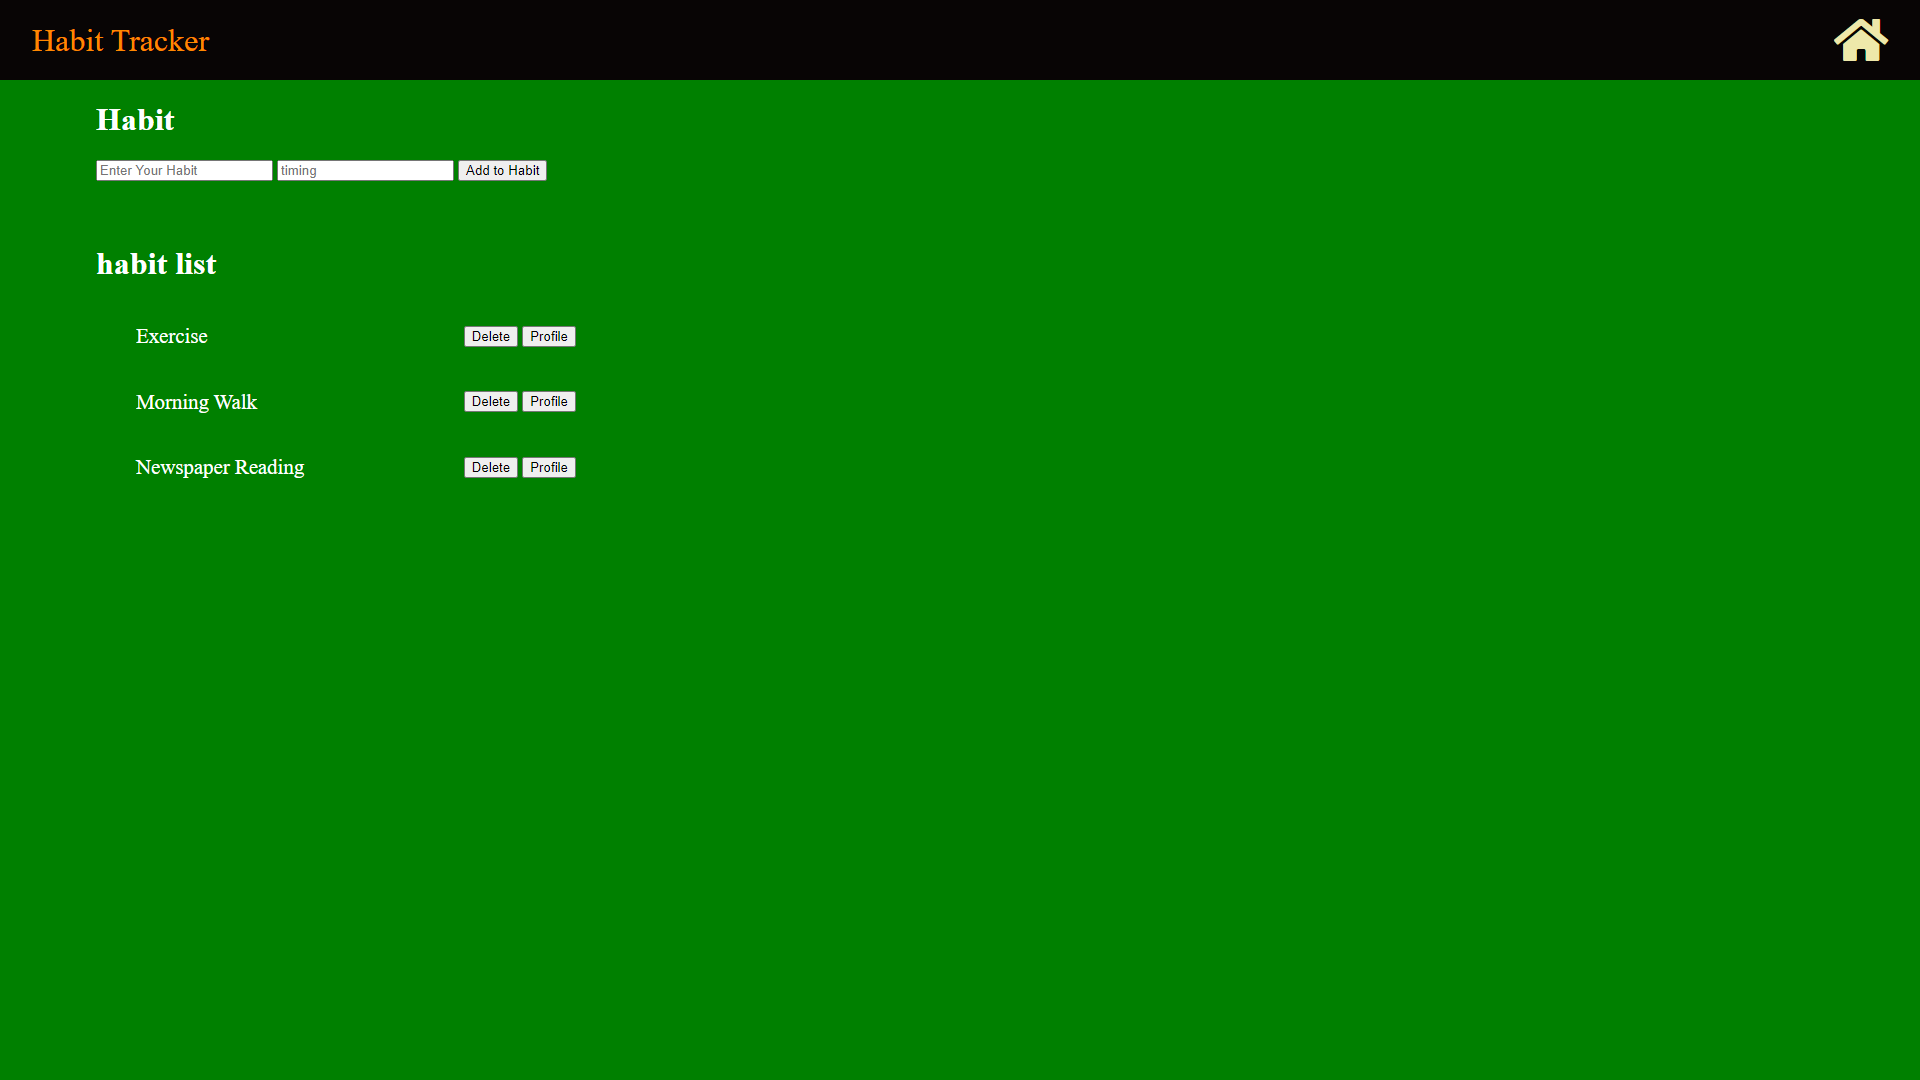 Habit Tracker
Habit
Enter Your Habit timing Add to Habit
habit list
Exercise Delete Profile
Morning Walk Delete Profile
Newspaper Reading Delete Profile